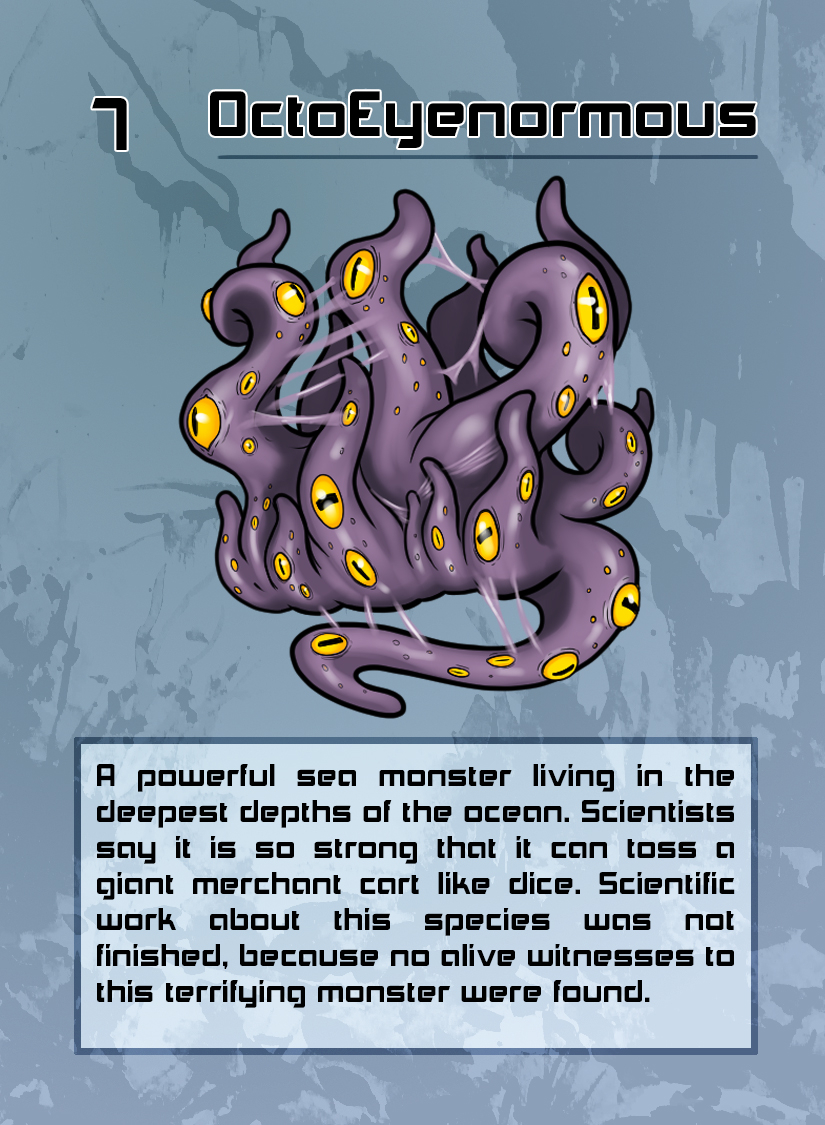 7 OctoEyenormous
A powerful sea monster living in the
deepest depths of the ocean. Scientists
say it is so strong that it can toss a
giant merchant cart like dice. Scientific
work about this species was not
finished, because no alive witnesses to
this terrifying monster were found.